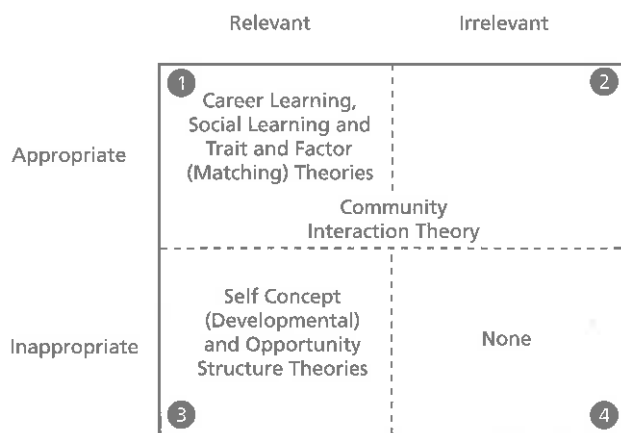 Relevant
Irrelevant
1
2
Appropriate
Career Learning,
Social Learning and
Trait and Factor
(Matching) Theories
Community
Interaction Theory
Inappropriate
Self Concept
(Developmental)
and Opportunity
Structure Theories
None
3
4